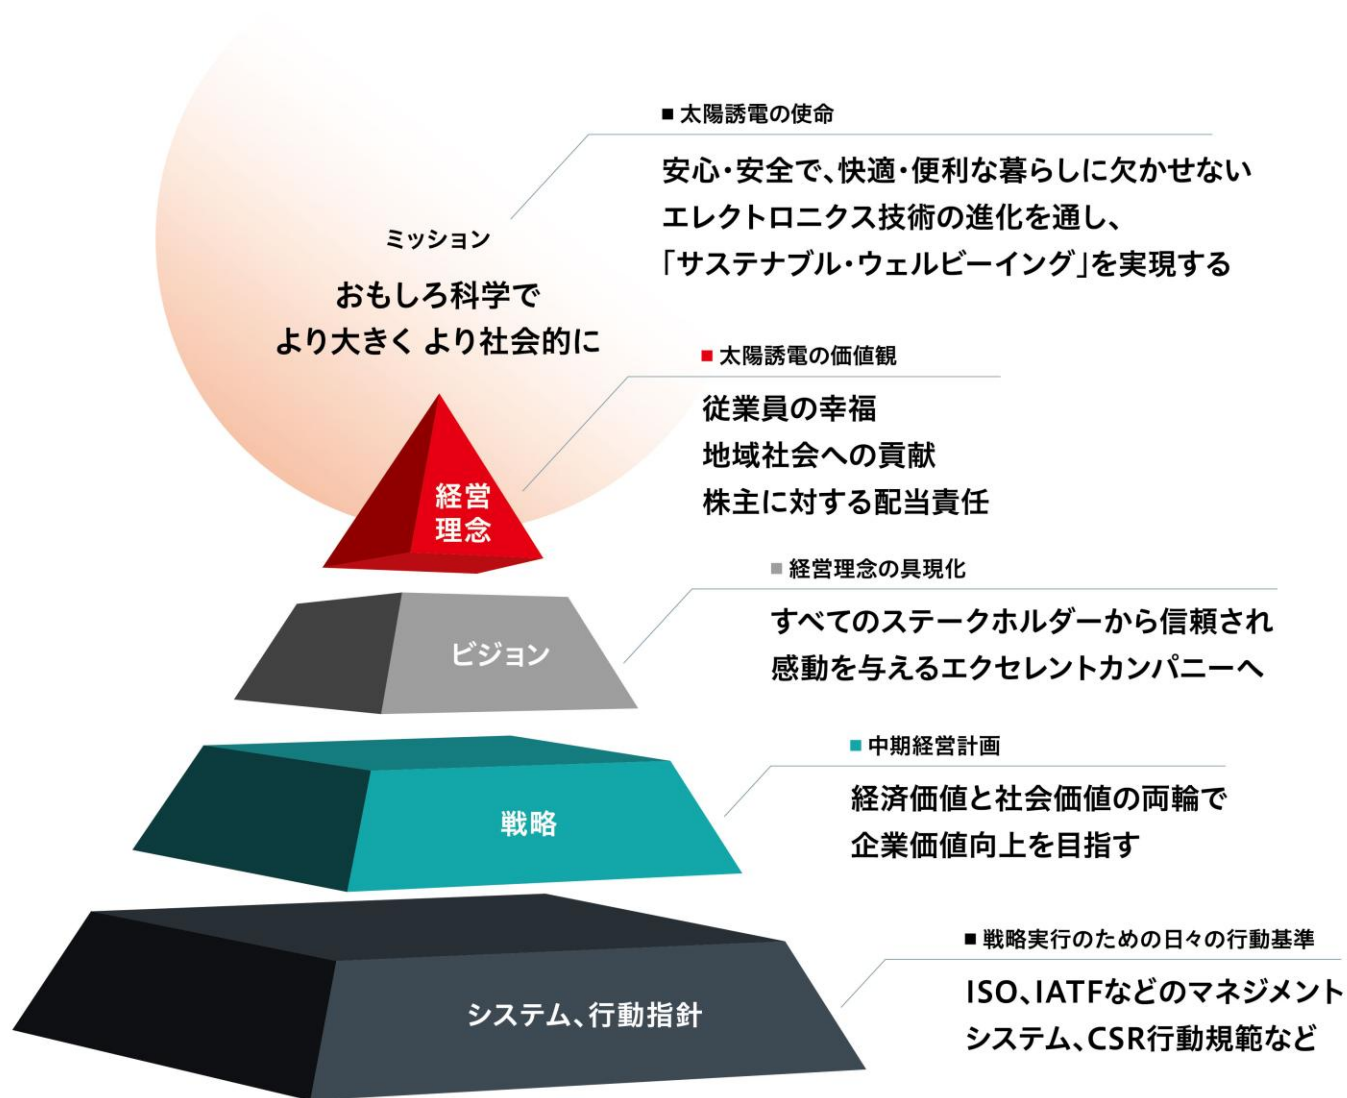 ■ 太陽誘電の使命
安心・安全で、快適・便利な暮らしに欠かせない
エレクトロニクス技術の進化を通し、
「サステナブル・ウェルビーイング」を実現する
ミッション
おもしろ科学で
より大きく より社会的に
■ 太陽誘電の価値観
従業員の幸福
地域社会への貢献
株主に対する配当責任
経営
理念
■ 経営理念の具現化
すべてのステークホルダーから信頼され
感動を与えるエクセレントカンパニーへ
ビジョン
■ 中期経営計画
経済価値と社会価値の両輪で
企業価値向上を目指す
戦略
■ 戦略実行のための日々の行動基準
ISO、IATFなどのマネジメント
システム、CSR行動規範など
システム、行動指針